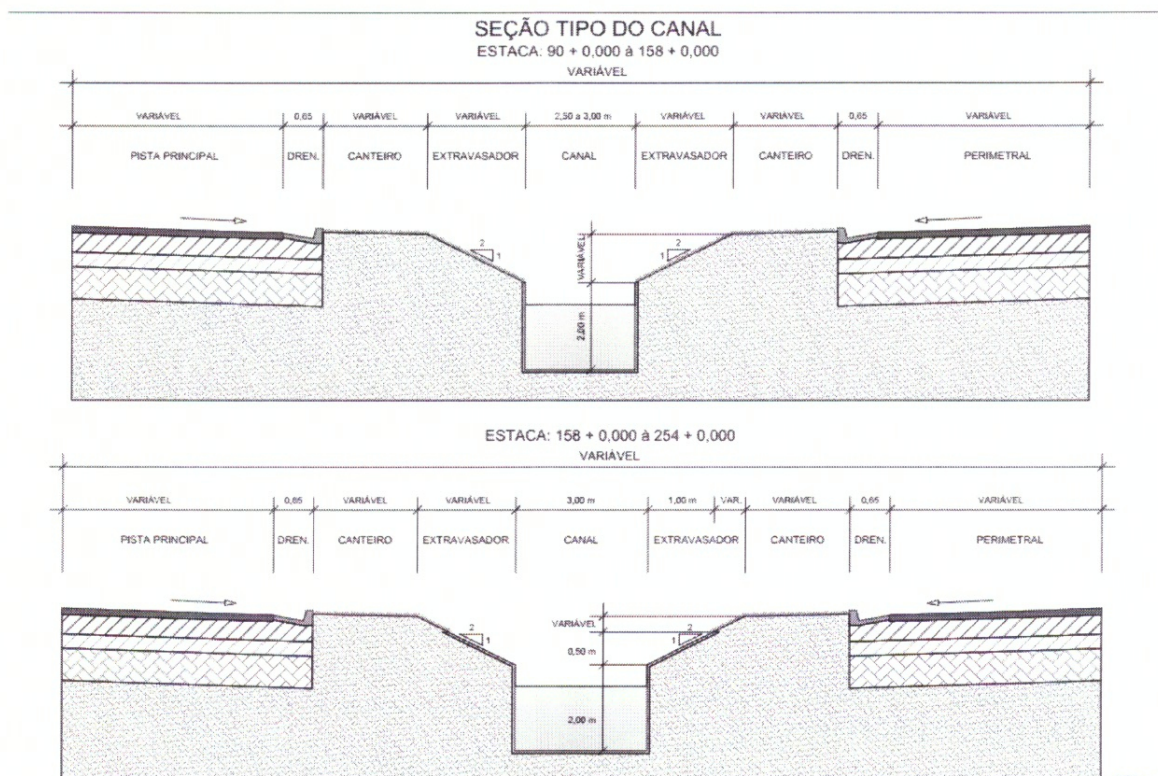 SEÇÃO TIPO DO CANAL
ESTACA: 90 + 0,000 à 158 + 0,000
VARIÁVEL
VARIÁVEL 0,65 VARIÁVEL VARIÁVEL 2,50 a 3,00 m VARIÁVEL VARIÁVEL 0,65 VARIÁVEL
PISTA PRINCIPAL DREN. CANTEIRO EXTRAVASADOR CANAL EXTRAVASADOR CANTEIRO DREN. PERIMETRAL
2 2
1 1
VARIÁVEL
2,00 m
ESTACA: 158 + 0,000 à 254 + 0,000
VARIÁVEL
VARIÁVEL 0,65 VARIÁVEL VARIÁVEL 3,00 m 1,00 m VAR. VARIÁVEL 0,65 VARIÁVEL
PISTA PRINCIPAL DREN. CANTEIRO EXTRAVASADOR CANAL EXTRAVASADOR CANTEIRO DREN. PERIMETRAL
VARIÁVEL
2 2
1 1
0,50 m
2,00 m